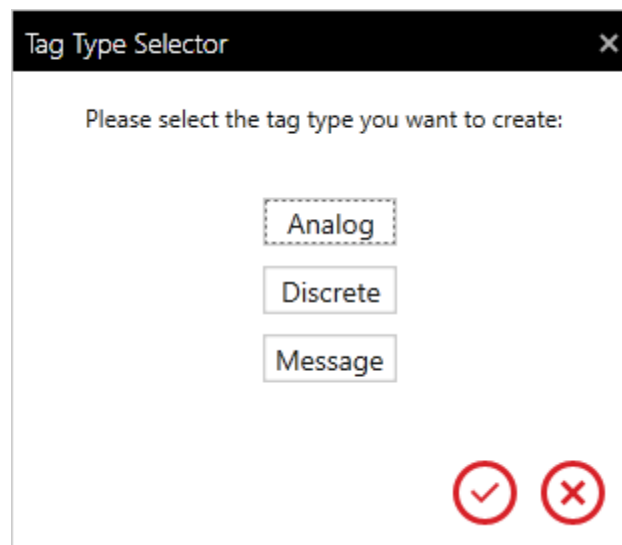 Tag Type Selector
Please select the tag type you want to create:
Analog
Discrete
Message